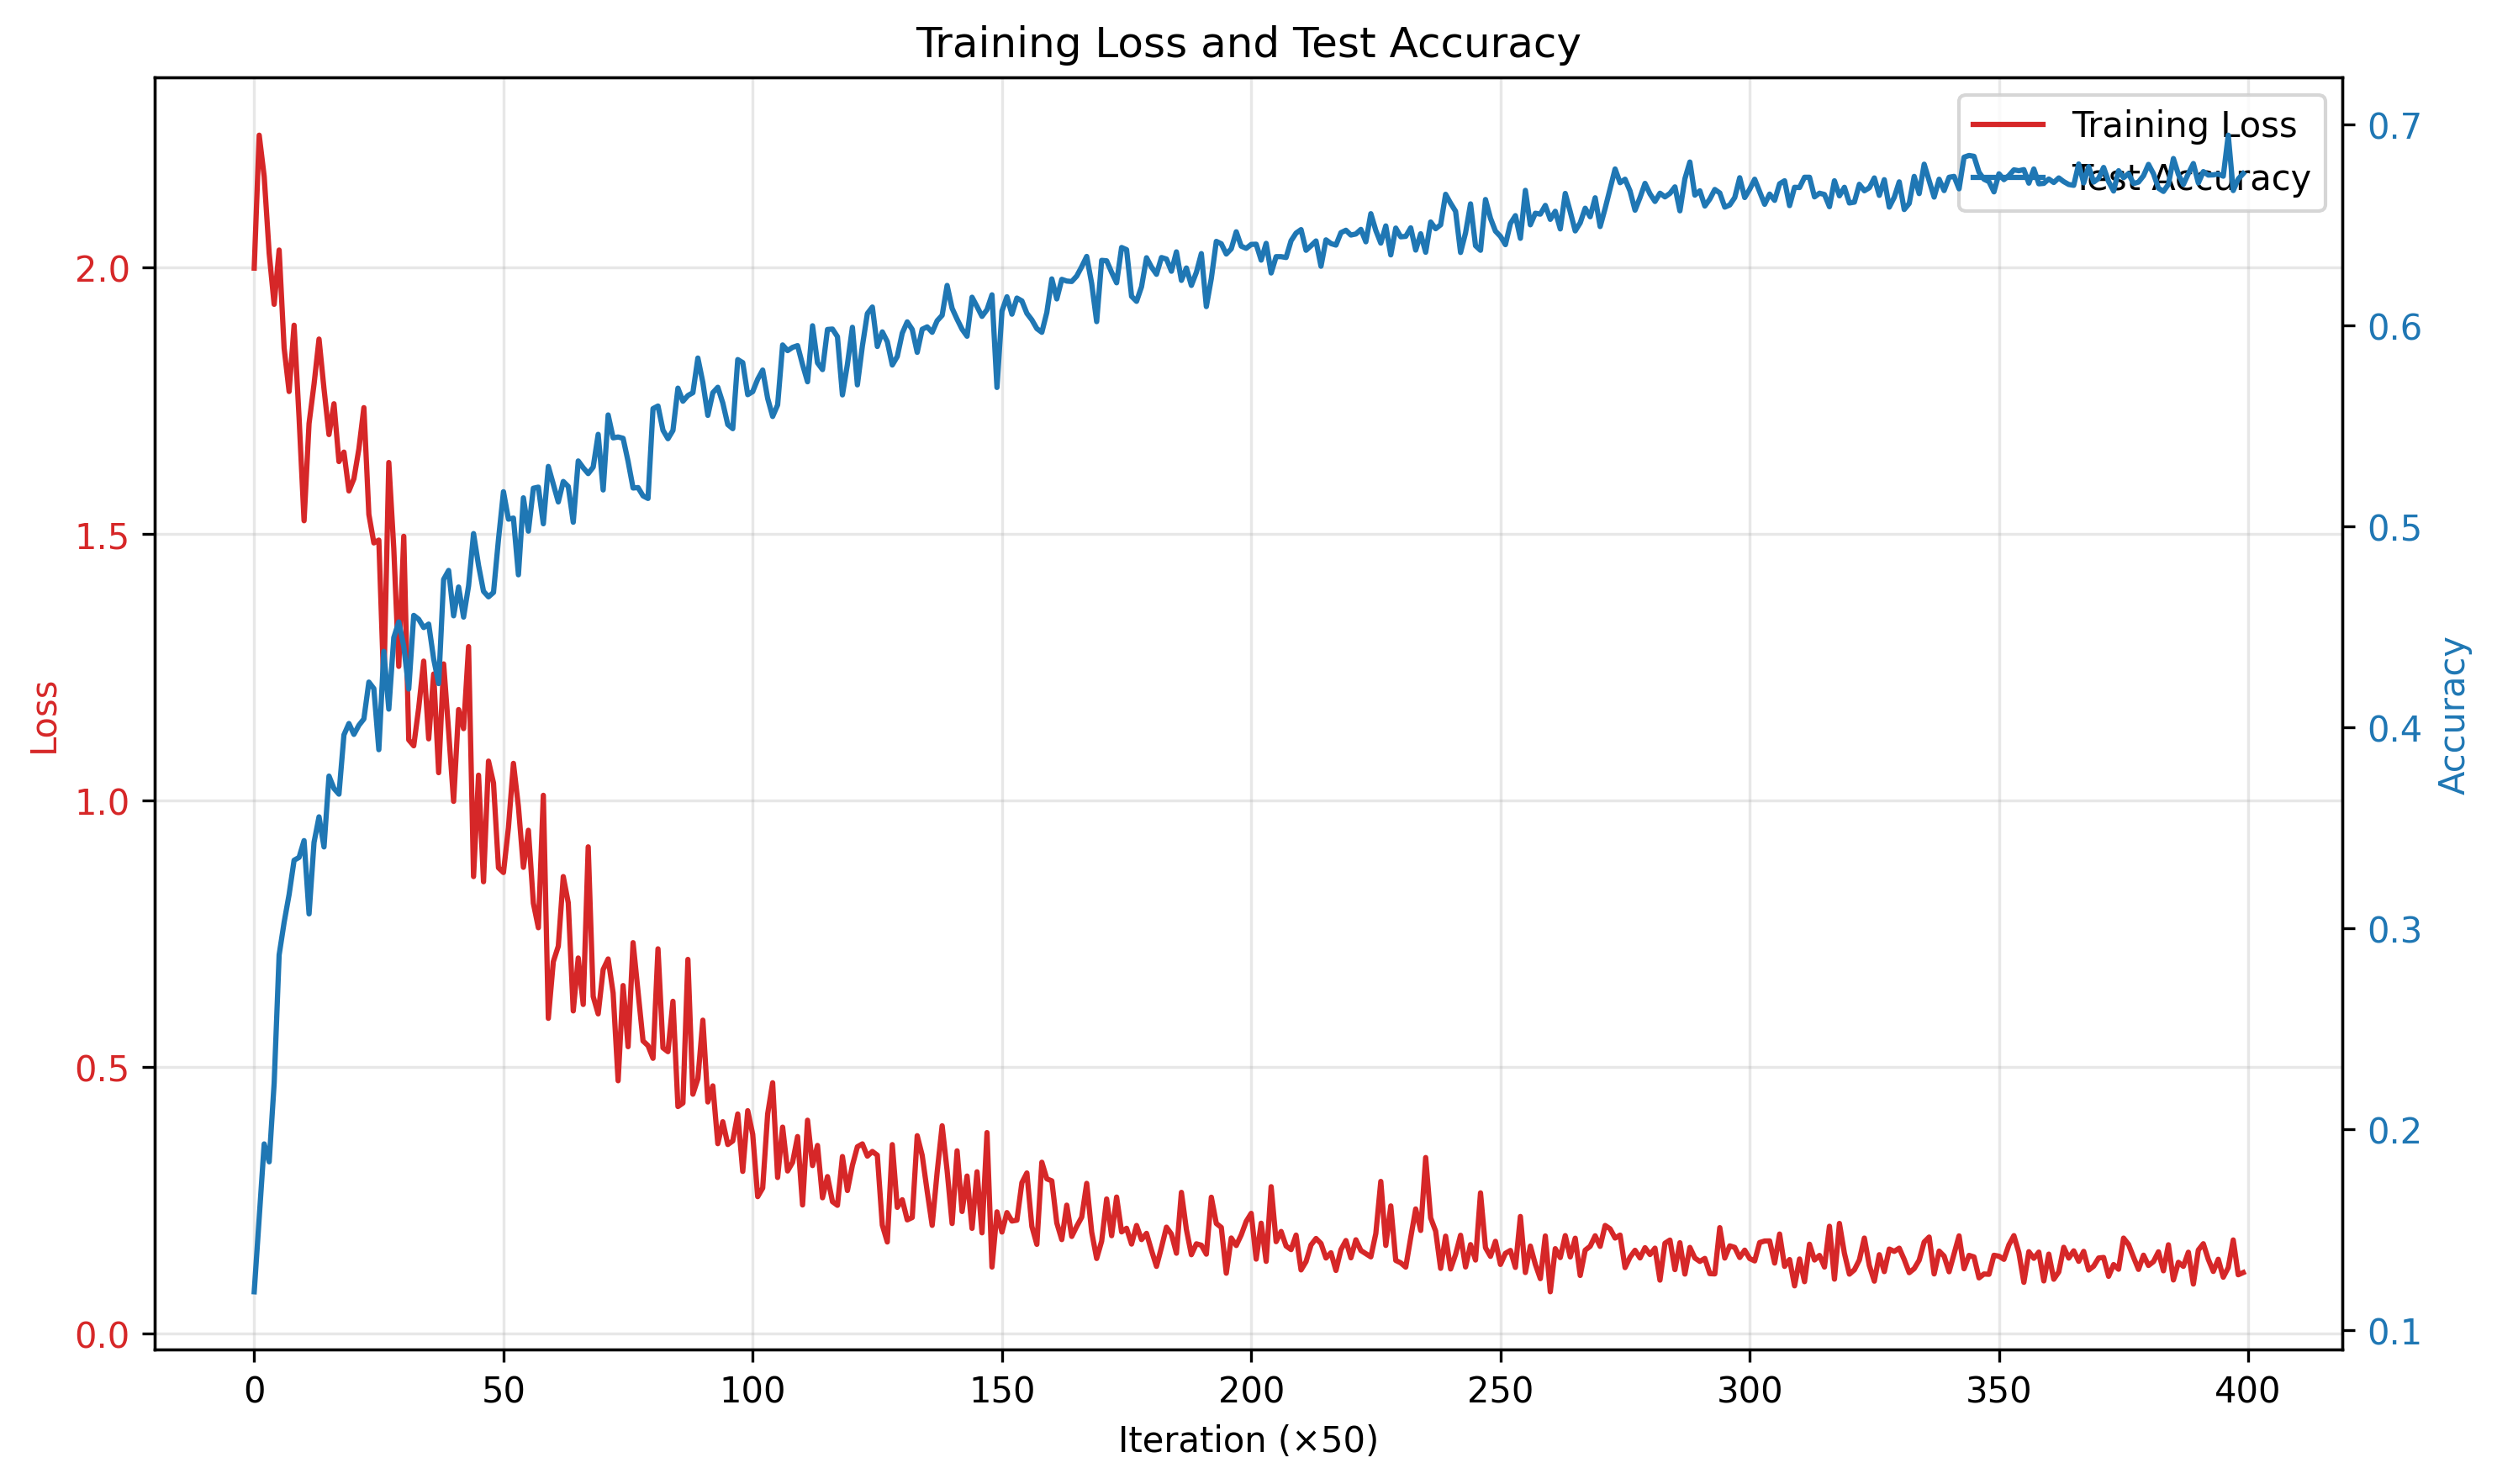 Training Loss and Test Accuracy
Training Loss
Test Accuracy
Loss
2.0
1.5
1.0
0.5
0.0
Accuracy
0.7
0.6
0.5
0.4
0.3
0.2
0.1
0 50 100 150 200 250 300 350 400
Iteration (×50)